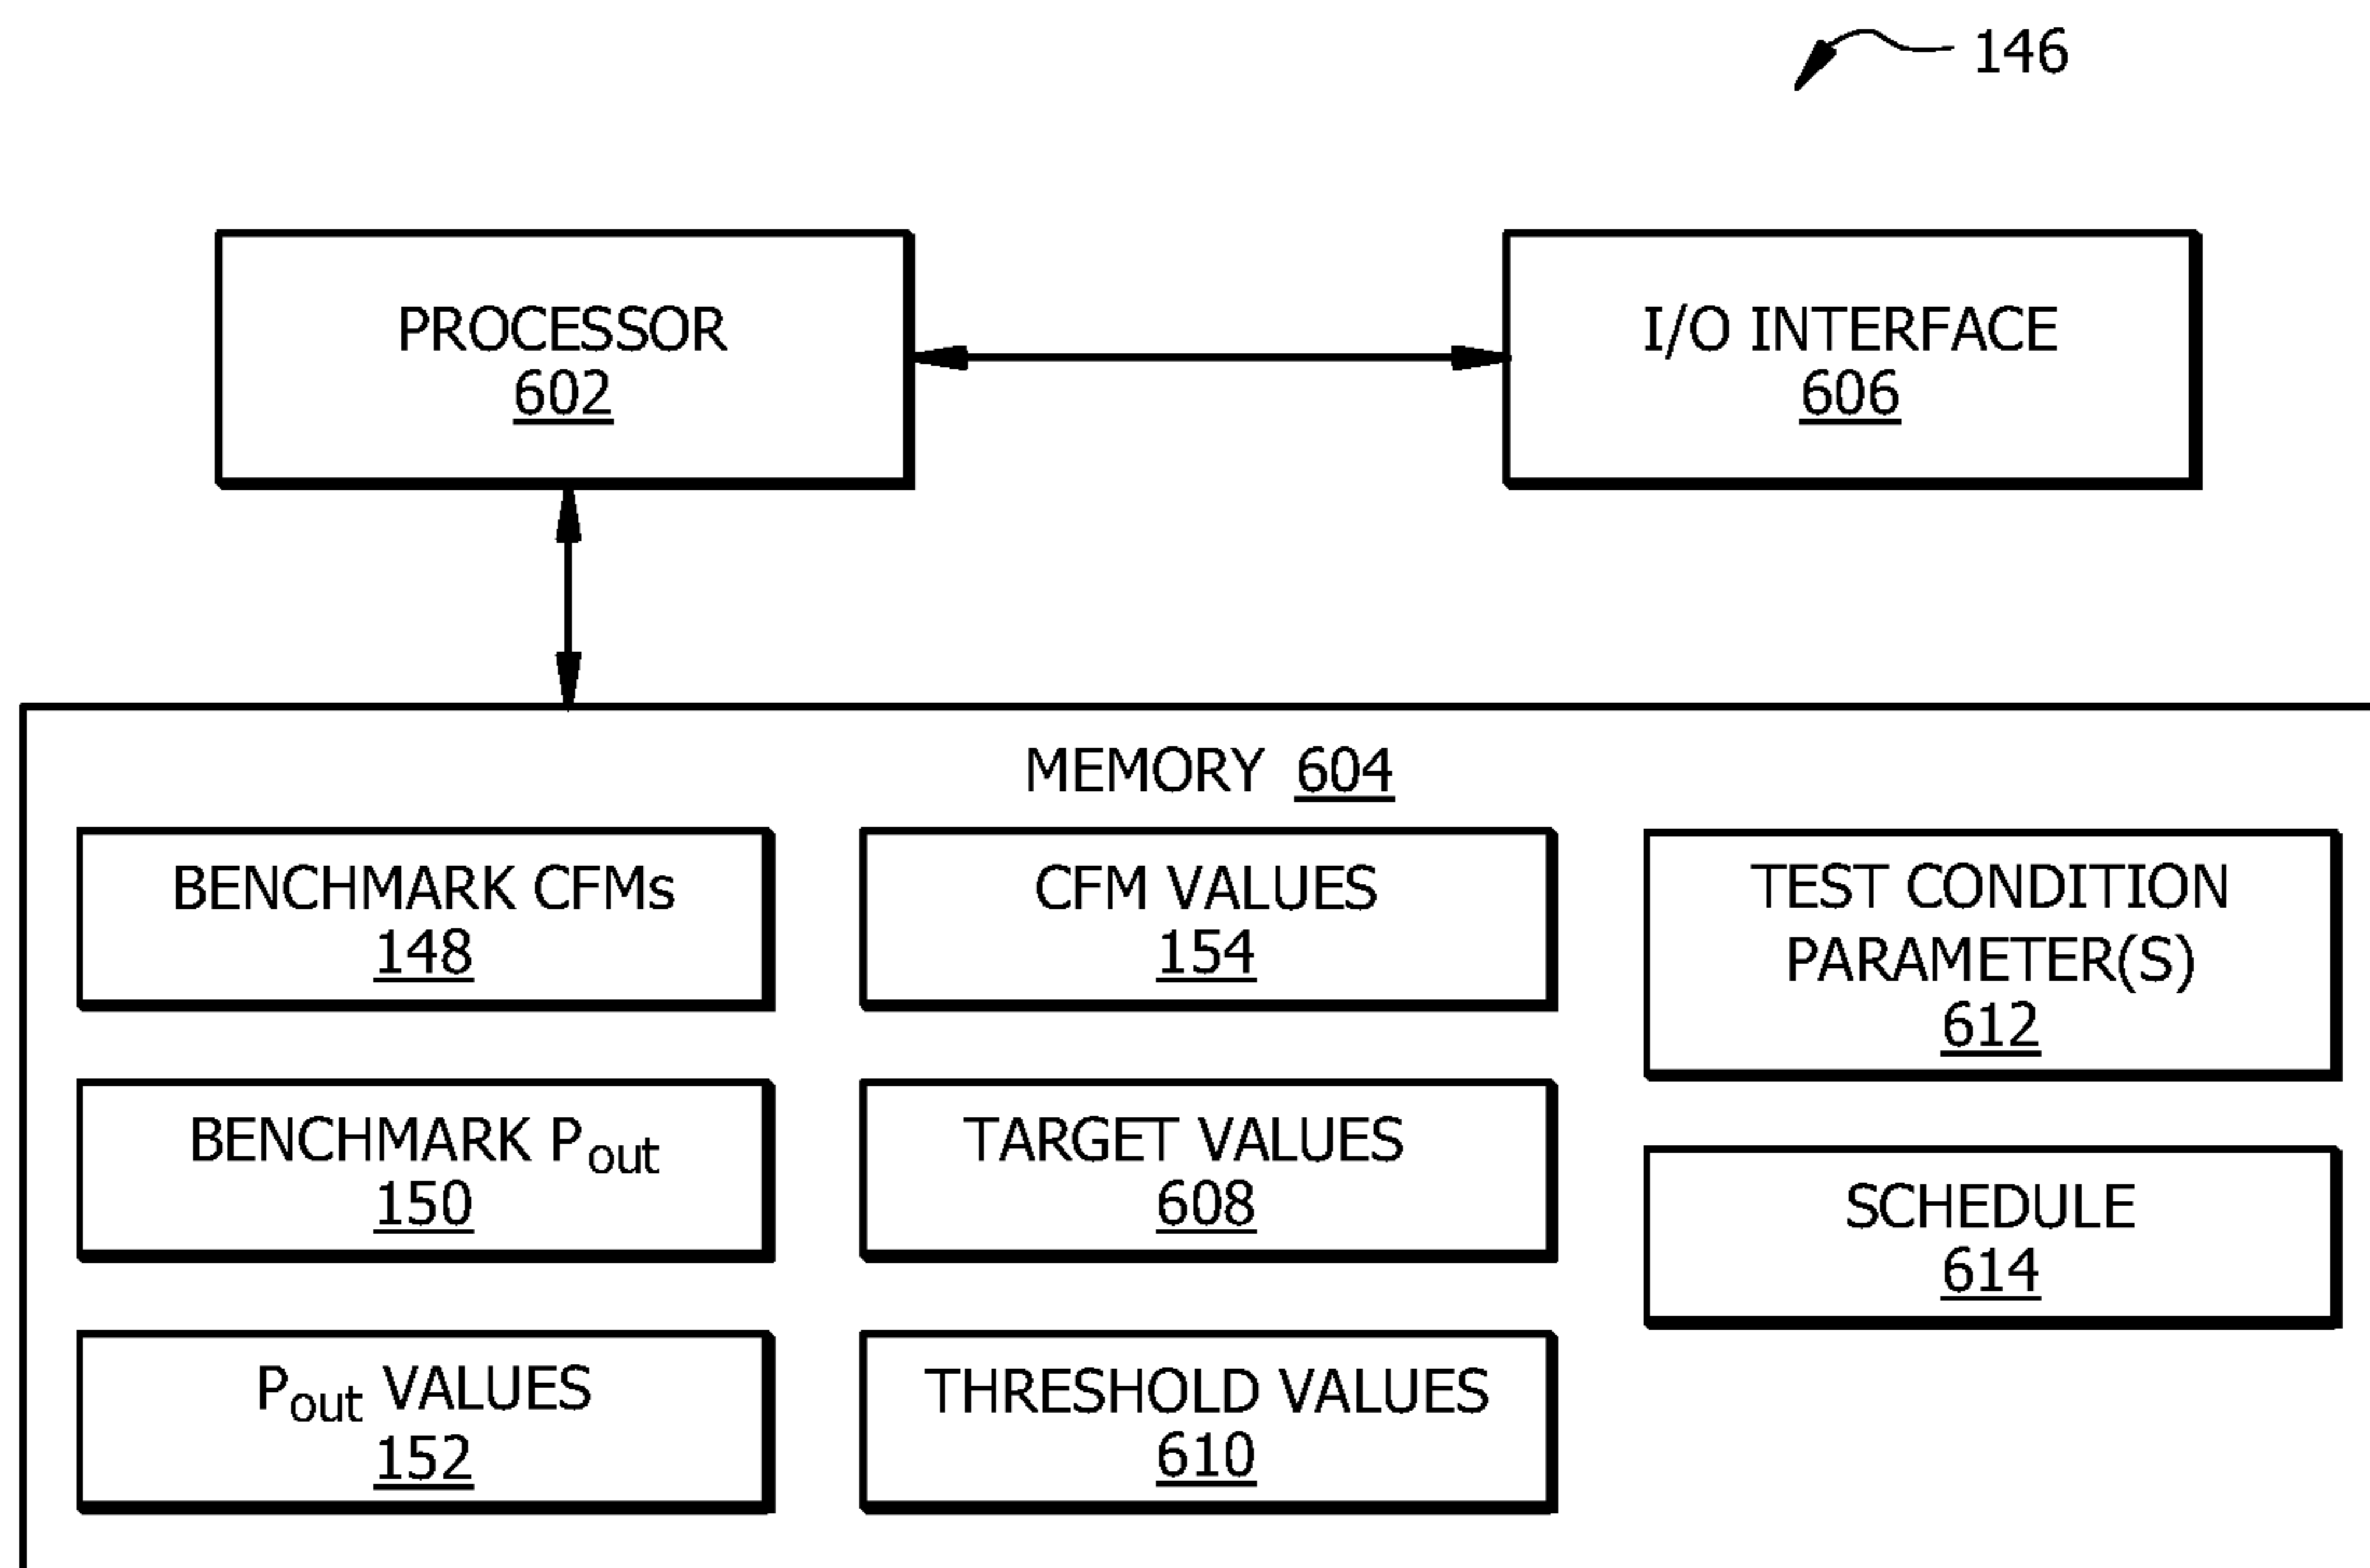 146
PROCESSOR
602
I/O INTERFACE
606
MEMORY 604
BENCHMARK CFMs
148
BENCHMARK Pout
150
Pout VALUES
152
CFM VALUES
154
TARGET VALUES
608
THRESHOLD VALUES
610
TEST CONDITION
PARAMETER(S)
612
SCHEDULE
614